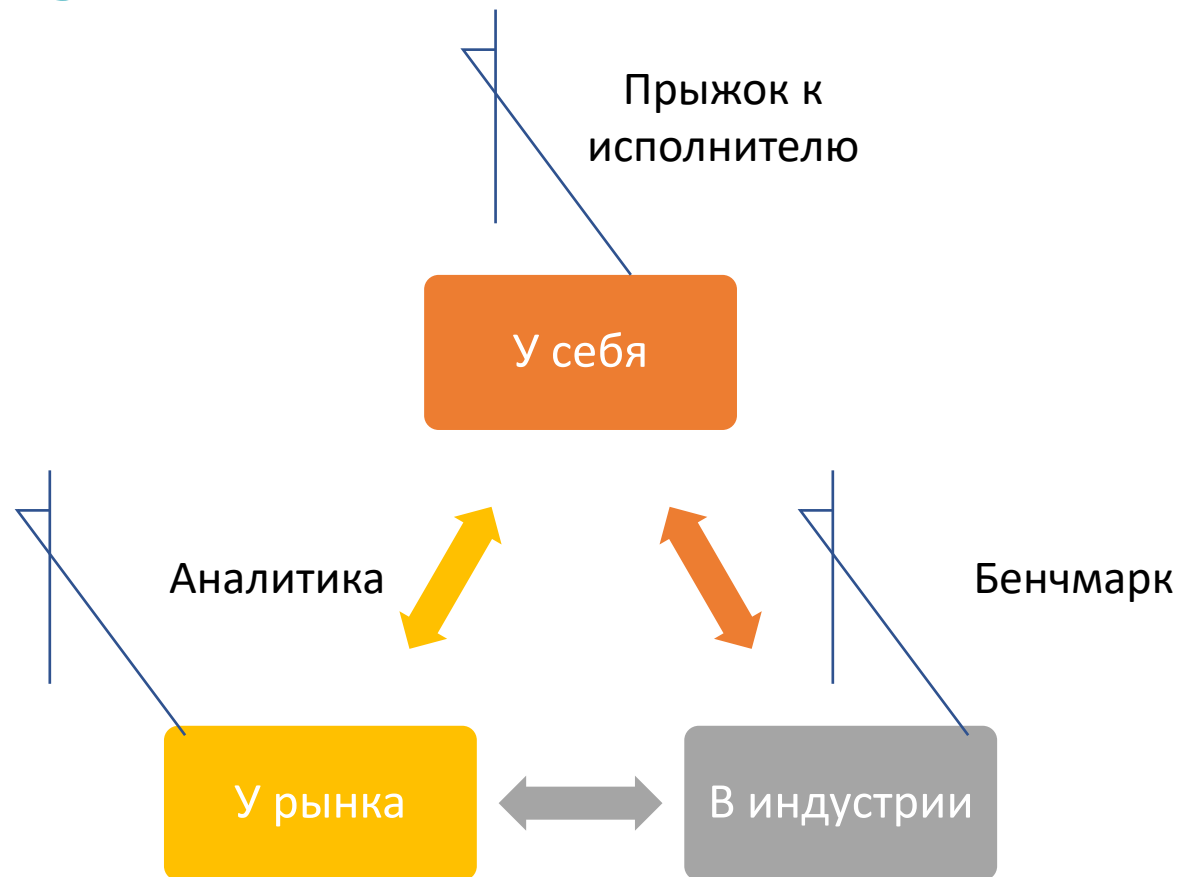 Прыжок к
исполнителю
У себя
Аналитика
Бенчмарк
У рынка
В индустрии